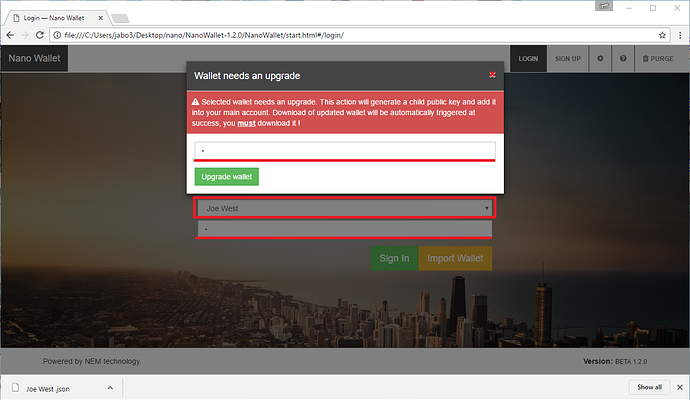 Login — Nano Wallet
file:///C:/Users/jabo3/Desktop/nano/NanoWallet-1.2.0/NanoWallet/start.html#/login/
Nano Wallet
LOGIN
SIGN UP
PURGE
Wallet needs an upgrade
Selected wallet needs an upgrade. This action will generate a child public key and add it
into your main account. Download of updated wallet will be automatically triggered at
success, you must download it !
Upgrade wallet
Joe West
Sign In
Import Wallet
Powered by NEM technology.
Version: BETA 1.2.0
Joe West .json
Show all